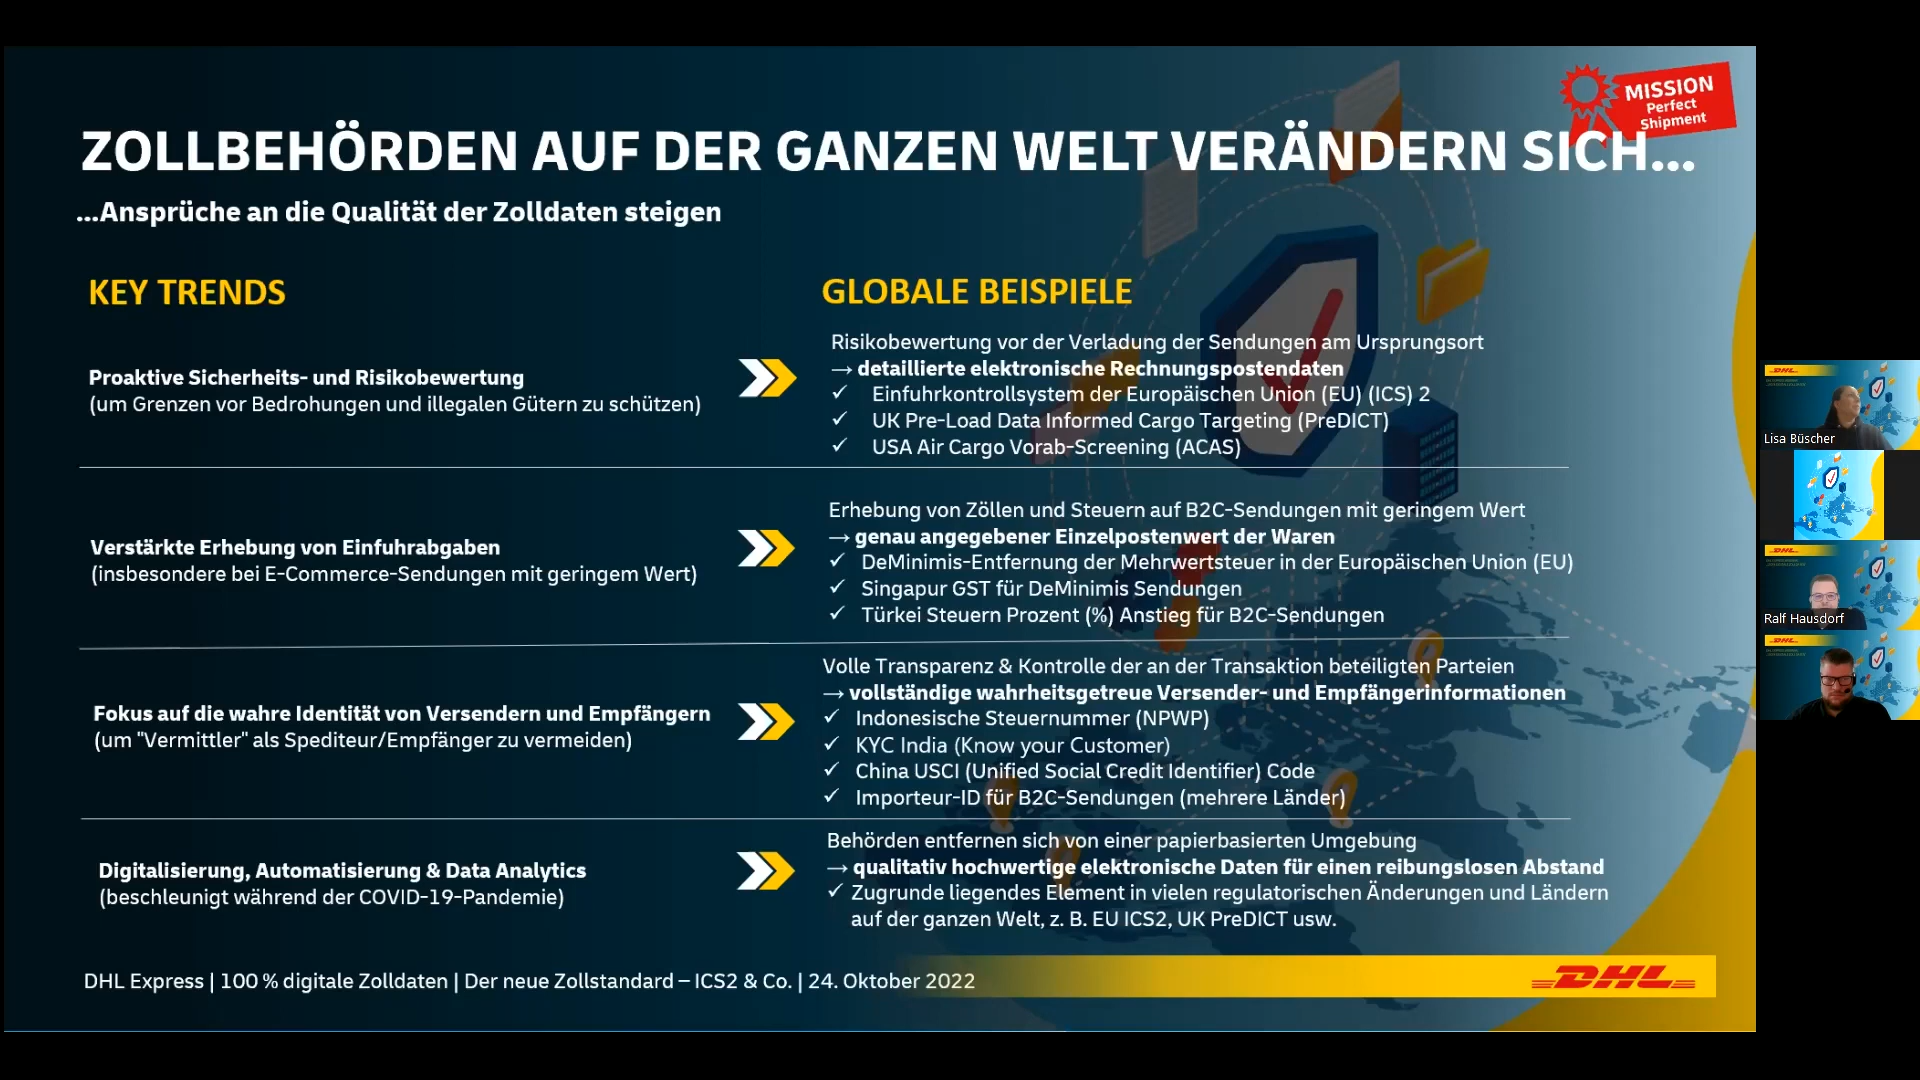 MISSION
Perfect
Shipment
ZOLLBEHÖRDEN AUF DER GANZEN WELT VERÄNDERN SICH...
...Ansprüche an die Qualität der Zolldaten steigen
KEY TRENDS
GLOBALE BEISPIELE
Proaktive Sicherheits- und Risikobewertung
(um Grenzen vor Bedrohungen und illegalen Gütern zu schützen)
Risikobewertung vor der Verladung der Sendungen am Ursprungsort
→ detaillierte elektronische Rechnungspostendaten
✓ Einfuhrkontrollsystem der Europäischen Union (EU) (ICS) 2
✓ UK Pre-Load Data Informed Cargo Targeting (PreDICT)
✓ USA Air Cargo Vorab-Screening (ACAS)
Verstärkte Erhebung von Einfuhrabgaben
(insbesondere bei E-Commerce-Sendungen mit geringem Wert)
Erhebung von Zöllen und Steuern auf B2C-Sendungen mit geringem Wert
→ genau angegebener Einzelpostenwert der Waren
✓ DeMinimis-Entfernung der Mehrwertsteuer in der Europäischen Union (EU)
✓ Singapur GST für DeMinimis Sendungen
✓ Türkei Steuern Prozent (%) Anstieg für B2C-Sendungen
Fokus auf die wahre Identität von Versendern und Empfängern
(um "Vermittler" als Spediteur/Empfänger zu vermeiden)
Volle Transparenz & Kontrolle der an der Transaktion beteiligten Parteien
→ vollständige wahrheitsgetreue Versender- und Empfängerinformationen
✓ Indonesische Steuernummer (NPWP)
✓ KYC India (Know your Customer)
✓ China USCI (Unified Social Credit Identifier) Code
✓ Importeur-ID für B2C-Sendungen (mehrere Länder)
Digitalisierung, Automatisierung & Data Analytics
(beschleunigt während der COVID-19-Pandemie)
Behörden entfernen sich von einer papierbasierten Umgebung
→ qualitativ hochwertige elektronische Daten für einen reibungslosen Abstand
✓ Zugrunde liegendes Element in vielen regulatorischen Änderungen und Ländern
auf der ganzen Welt, z. B. EU ICS2, UK PreDICT usw.
DHL Express | 100 % digitale Zolldaten | Der neue Zollstandard – ICS2 & Co. | 24. Oktober 2022
DHL
DHL
Lisa Büscher
DHL
Ralf Hausdorf
DHL